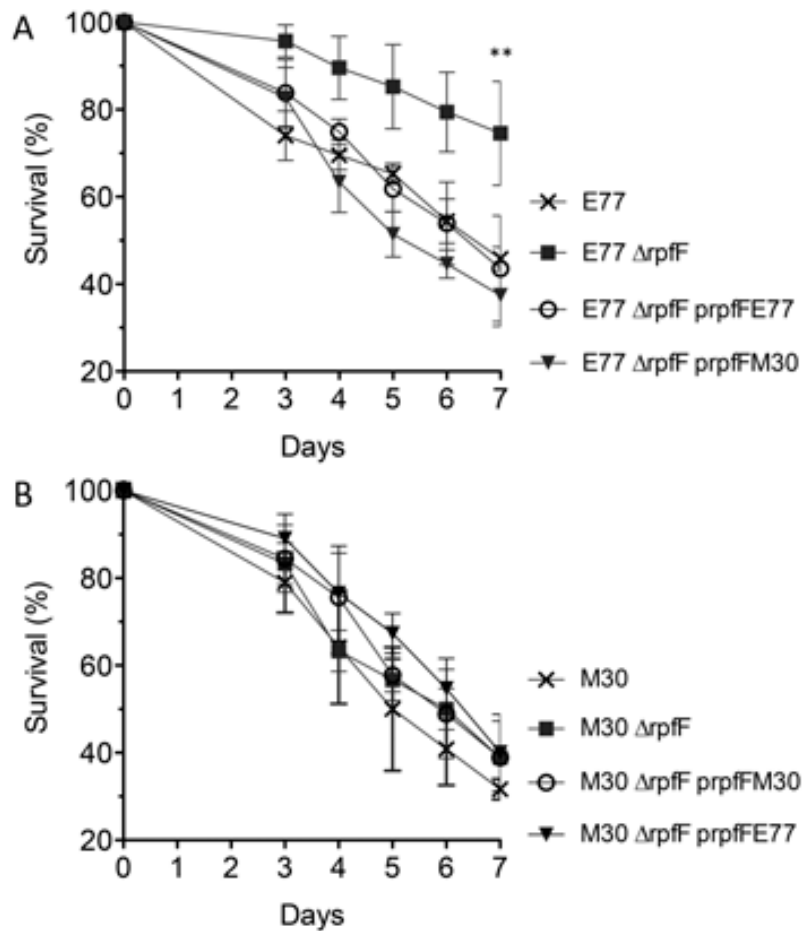 A
100
80
60
40
20
Survival (%)
**
0 1 2 3 4 5 6 7
Days
E77
E77 ΔrpfF
E77 ΔrpfF prpfFE77
E77 ΔrpfF prpfFM30
B
100
80
60
40
20
Survival (%)
0 1 2 3 4 5 6 7
Days
M30
M30 ΔrpfF
M30 ΔrpfF prpfFM30
M30 ΔrpfF prpfFE77